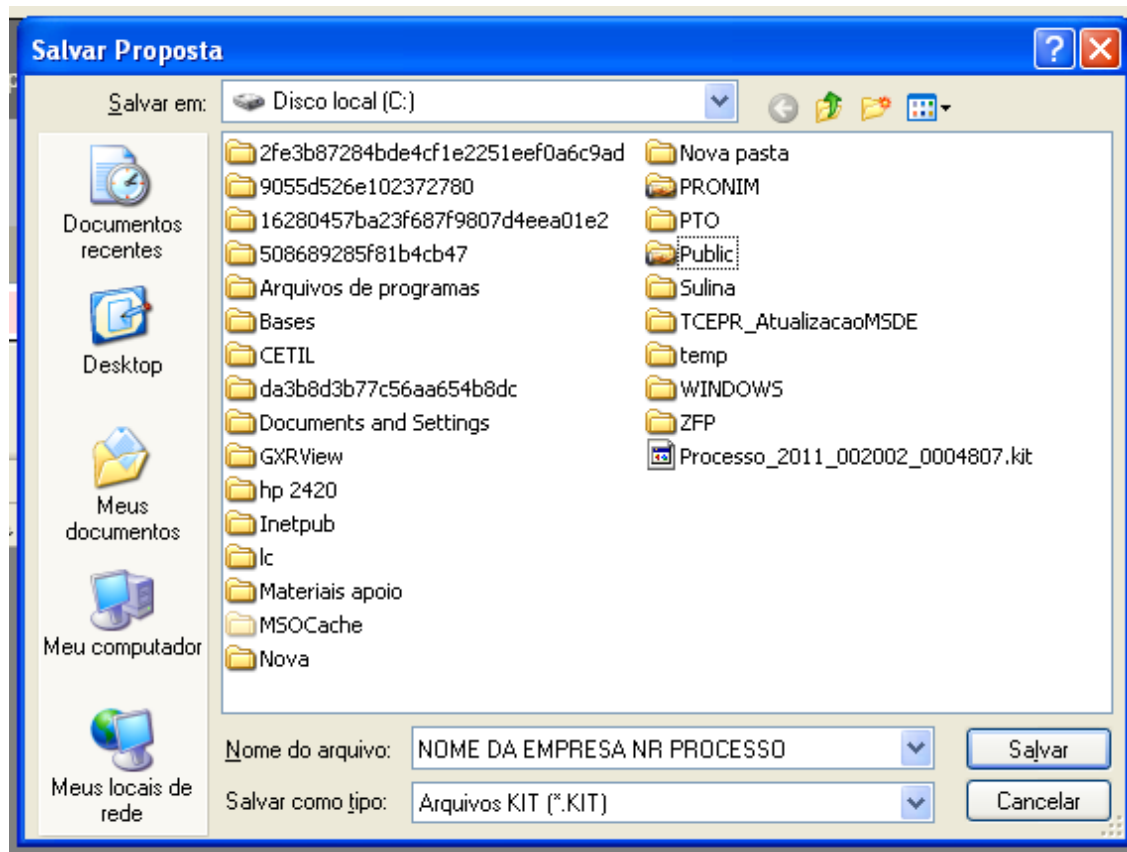 Salvar Proposta
Salvar em:
Disco local (C:)
Documentos
recentes
Desktop
Meus
documentos
Meu computador
Meus locais de
rede
2fe3b87284bde4cf1e2251eef0a6c9ad
9055d526e102372780
16280457ba23f687f9807d4eea01e2
508689285f81b4cb47
Arquivos de programas
Bases
CETIL
da3b8d3b77c56aa654b8dc
Documents and Settings
GXRView
hp 2420
Inetpub
lc
Materiais apoio
MSOCache
Nova
Nova pasta
PRONIM
PTO
Public
Sulina
TCEPR_AtualizacaoMSDE
temp
WINDOWS
ZFP
Processo_2011_002002_0004807.kit
Nome do arquivo:
NOME DA EMPRESA NR PROCESSO
Salvar
Salvar como tipo:
Arquivos KIT (*.KIT)
Cancelar